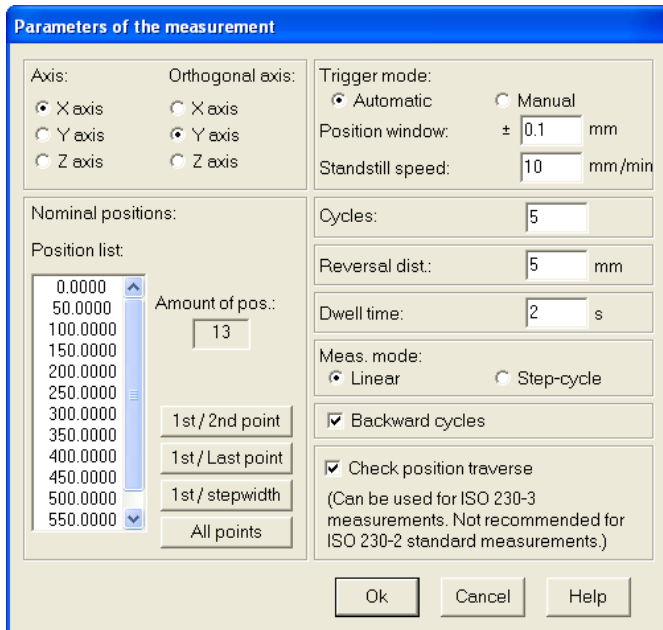 Parameters of the measurement
Axis:
X axis
Y axis
Z axis
Orthogonal axis:
X axis
Y axis
Z axis
Nominal positions:
Position list:
0.0000
50.0000
100.0000
150.0000
200.0000
250.0000
300.0000
350.0000
400.0000
450.0000
500.0000
550.0000
Amount of pos.:
13
1st / 2nd point
1st / Last point
1st / stepwidth
All points
Trigger mode:
Automatic Manual
Position window: ± 0.1 mm
Standstill speed: 10 mm/min
Cycles: 5
Reversal dist.: 5 mm
Dwell time: 2 s
Meas. mode:
Linear Step-cycle
Backward cycles
Check position traverse
(Can be used for ISO 230-3
measurements. Not recommended for
ISO 230-2 standard measurements.)
Ok Cancel Help